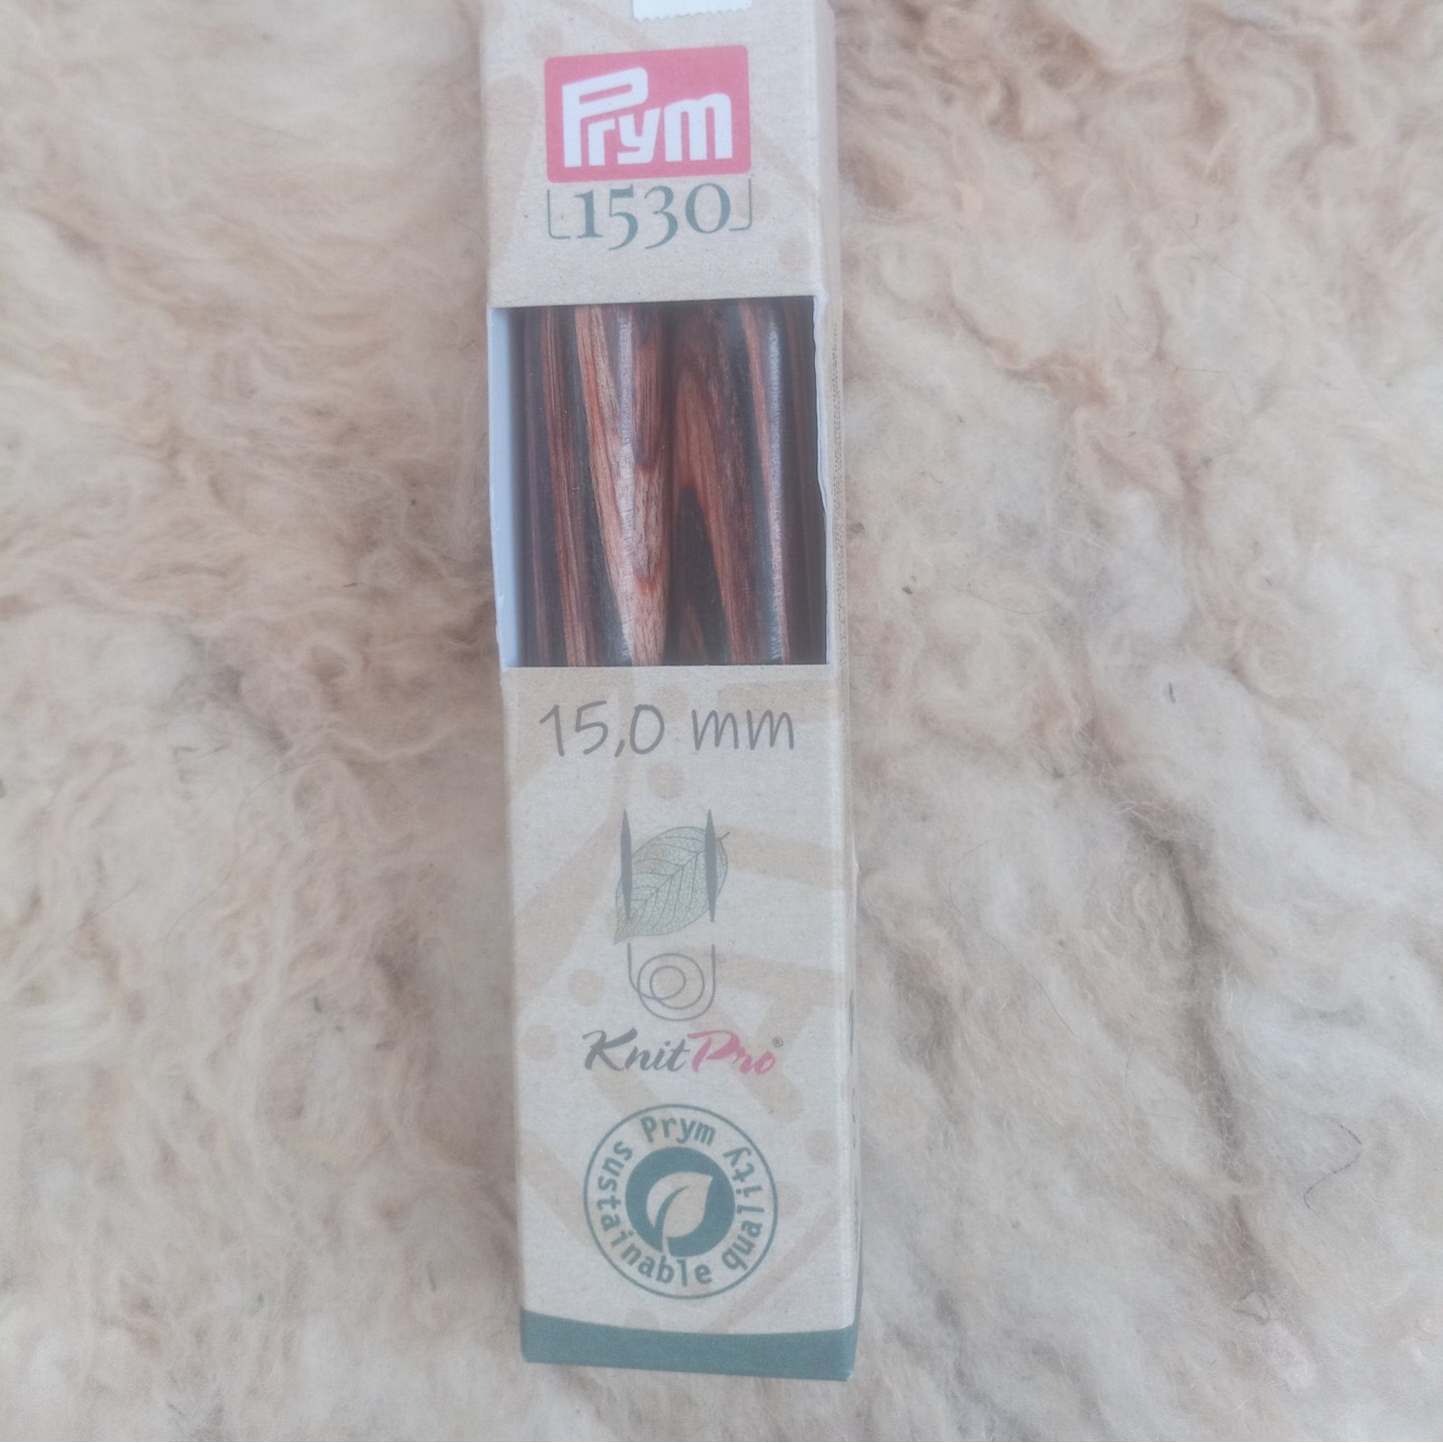 Prym
1530
15,0 mm
KnitPro®
Prym sustainable quality